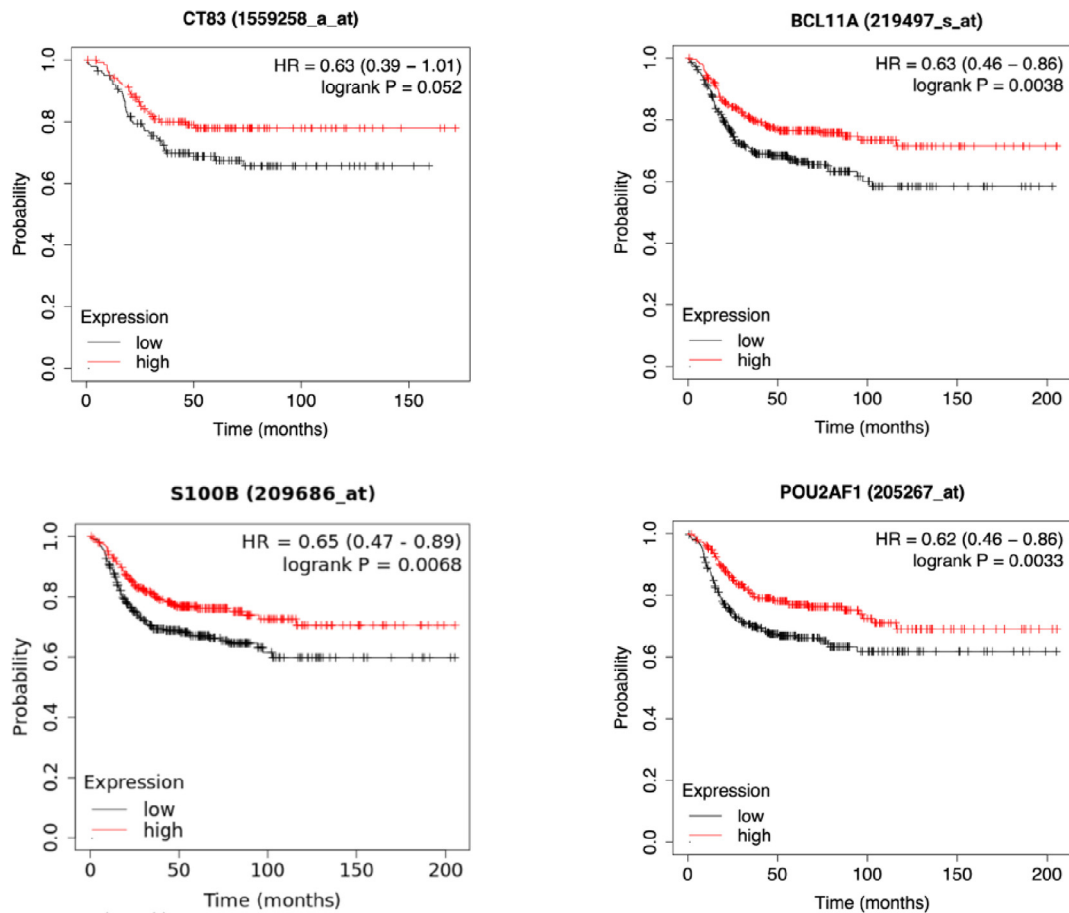 CT83 (1559258_a_at)
HR = 0.63 (0.39 – 1.01)
logrank P = 0.052
Probability
1.0
0.8
0.6
0.4
0.2
0.0
Expression
low
high
0 50 100 150
Time (months)
BCL11A (219497_s_at)
HR = 0.63 (0.46 – 0.86)
logrank P = 0.0038
Probability
1.0
0.8
0.6
0.4
0.2
0.0
Expression
low
high
0 50 100 150 200
Time (months)
S100B (209686_at)
HR = 0.65 (0.47 - 0.89)
logrank P = 0.0068
Probability
1.0
0.8
0.6
0.4
0.2
0.0
Expression
low
high
0 50 100 150 200
Time (months)
POU2AF1 (205267_at)
HR = 0.62 (0.46 – 0.86)
logrank P = 0.0033
Probability
1.0
0.8
0.6
0.4
0.2
0.0
Expression
low
high
0 50 100 150 200
Time (months)